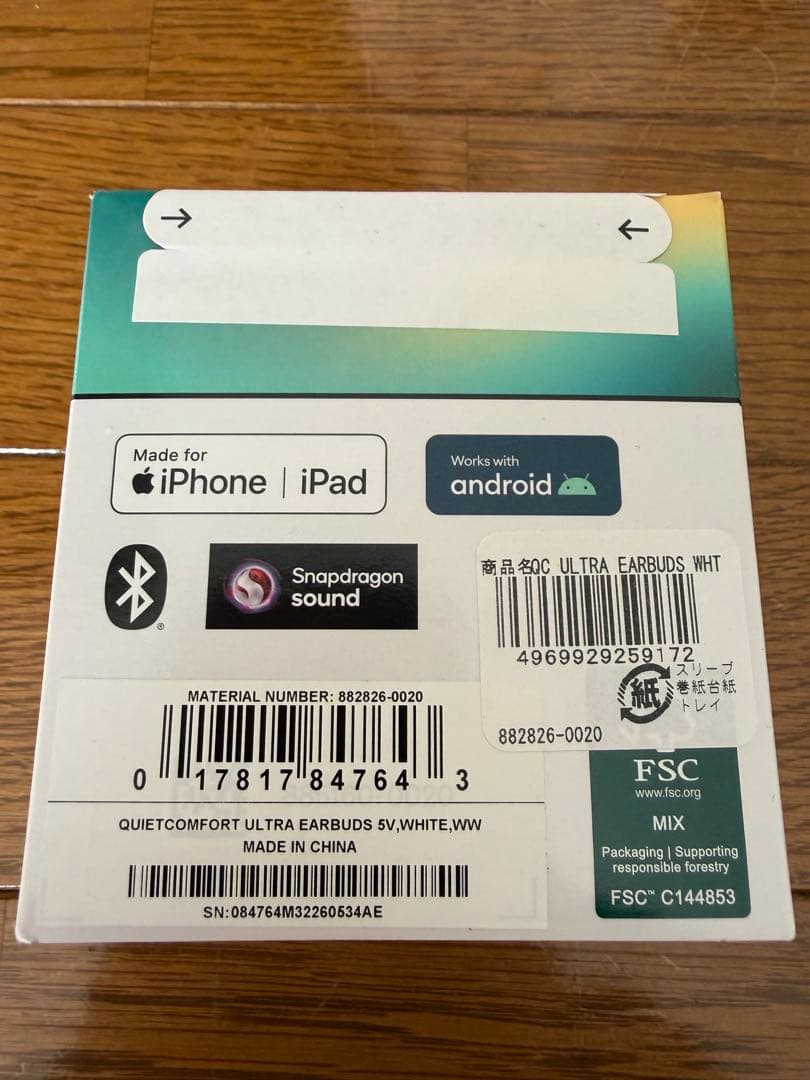 Made for
iPhone | iPad
Works with
android
Snapdragon
sound
商品名QC ULTRA EARBUDS WHT
4969929259172
紙
スリーブ
巻紙台紙
トレイ
882826-0020
MATERIAL NUMBER: 882826-0020
0 17817 84764 3
QUIETCOMFORT ULTRA EARBUDS 5V,WHITE,WW
MADE IN CHINA
SN:084764M32260534AE
FSC
www.fsc.org
MIX
Packaging | Supporting
responsible forestry
FSC™ C144853